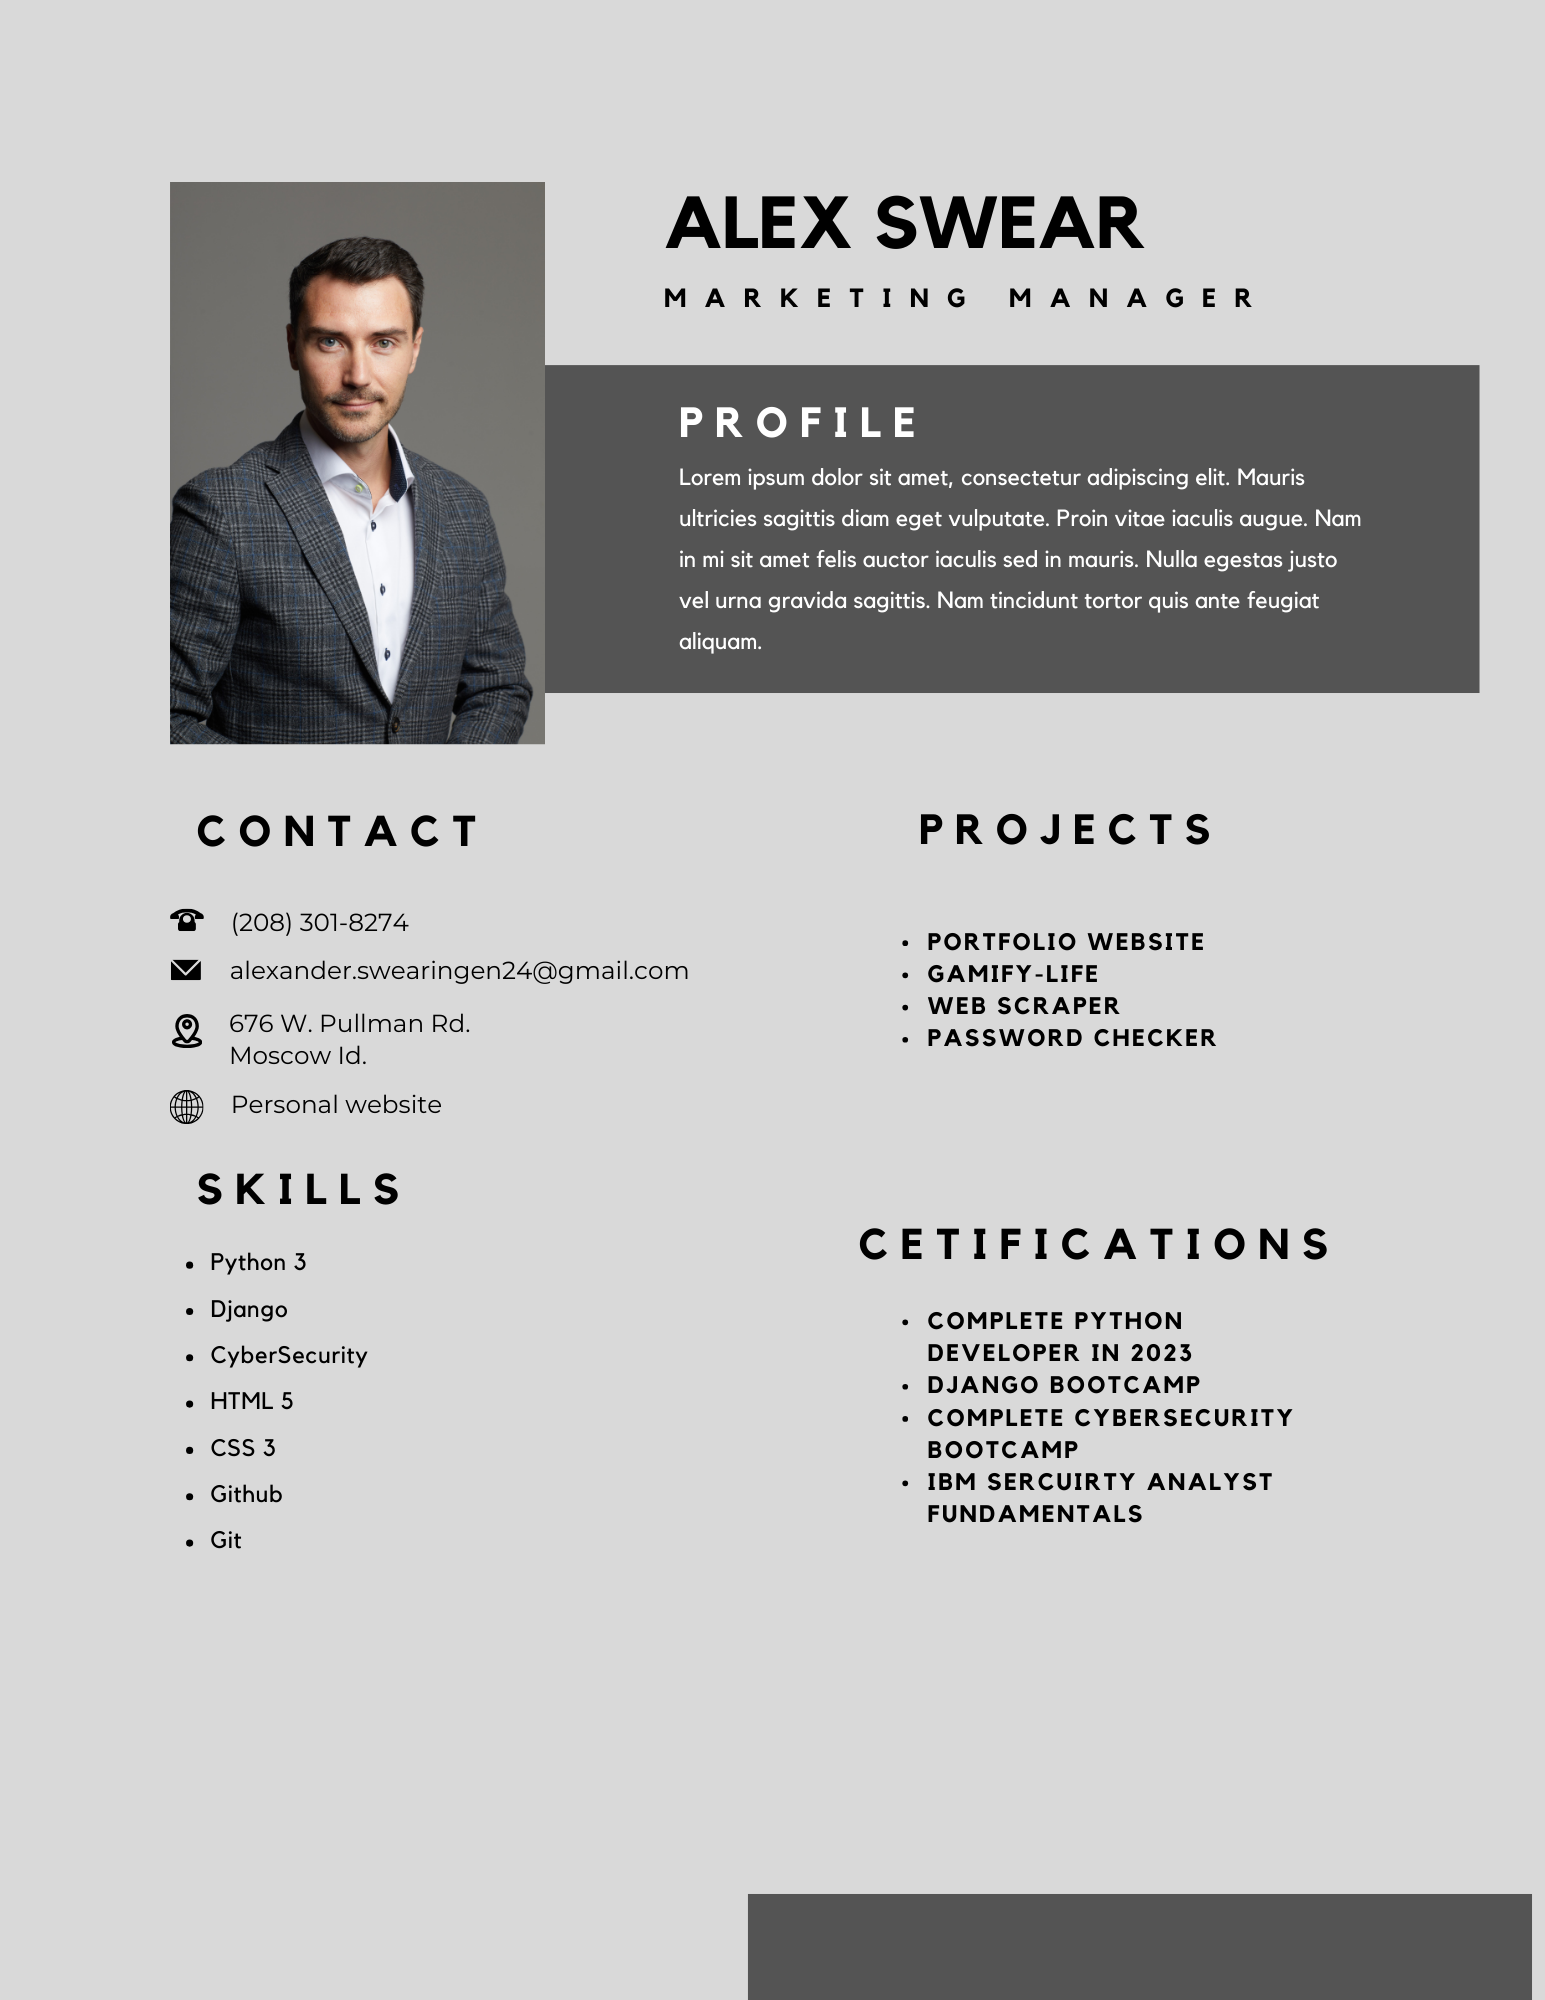 ALEX SWEAR
MARKETING MANAGER
PROFILE
Lorem ipsum dolor sit amet, consectetur adipiscing elit. Mauris
ultricies sagittis diam eget vulputate. Proin vitae iaculis augue. Nam
in mi sit amet felis auctor iaculis sed in mauris. Nulla egestas justo
vel urna gravida sagittis. Nam tincidunt tortor quis ante feugiat
aliquam.
CONTACT
(208) 301-8274
alexander.swearingen24@gmail.com
676 W. Pullman Rd.
Moscow Id.
Personal website
SKILLS
• Python 3
• Django
• CyberSecurity
• HTML 5
• CSS 3
• Github
• Git
PROJECTS
• PORTFOLIO WEBSITE
• GAMIFY-LIFE
• WEB SCRAPER
• PASSWORD CHECKER
CETIFICATIONS
• COMPLETE PYTHON
DEVELOPER IN 2023
• DJANGO BOOTCAMP
• COMPLETE CYBERSECURITY
BOOTCAMP
• IBM SERCUIRTY ANALYST
FUNDAMENTALS